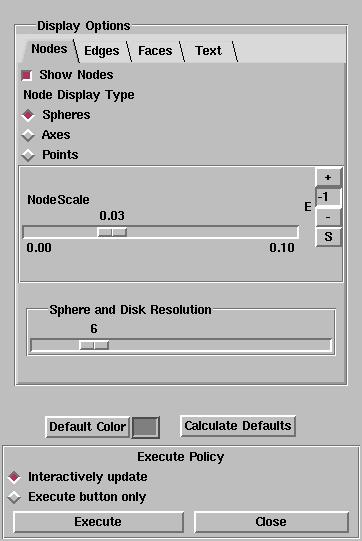 Display Options
Nodes Edges Faces Text
Show Nodes
Node Display Type
Spheres
Axes
Points
+
NodeScale
E -1
0.03
-
S
0.00 0.10
Sphere and Disk Resolution
6
Default Color Calculate Defaults
Execute Policy
Interactively update
Execute button only
Execute Close